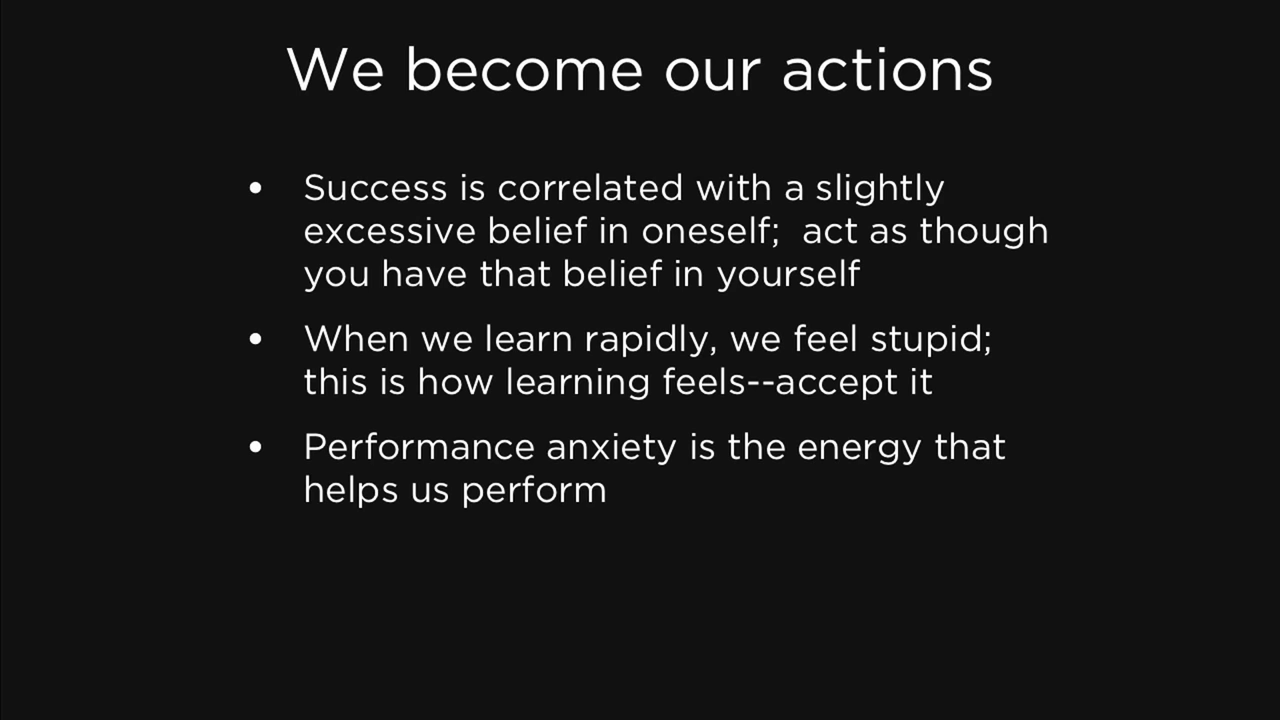 We become our actions
• Success is correlated with a slightly
excessive belief in oneself;  act as though
you have that belief in yourself
• When we learn rapidly, we feel stupid;
this is how learning feels--accept it
• Performance anxiety is the energy that
helps us perform